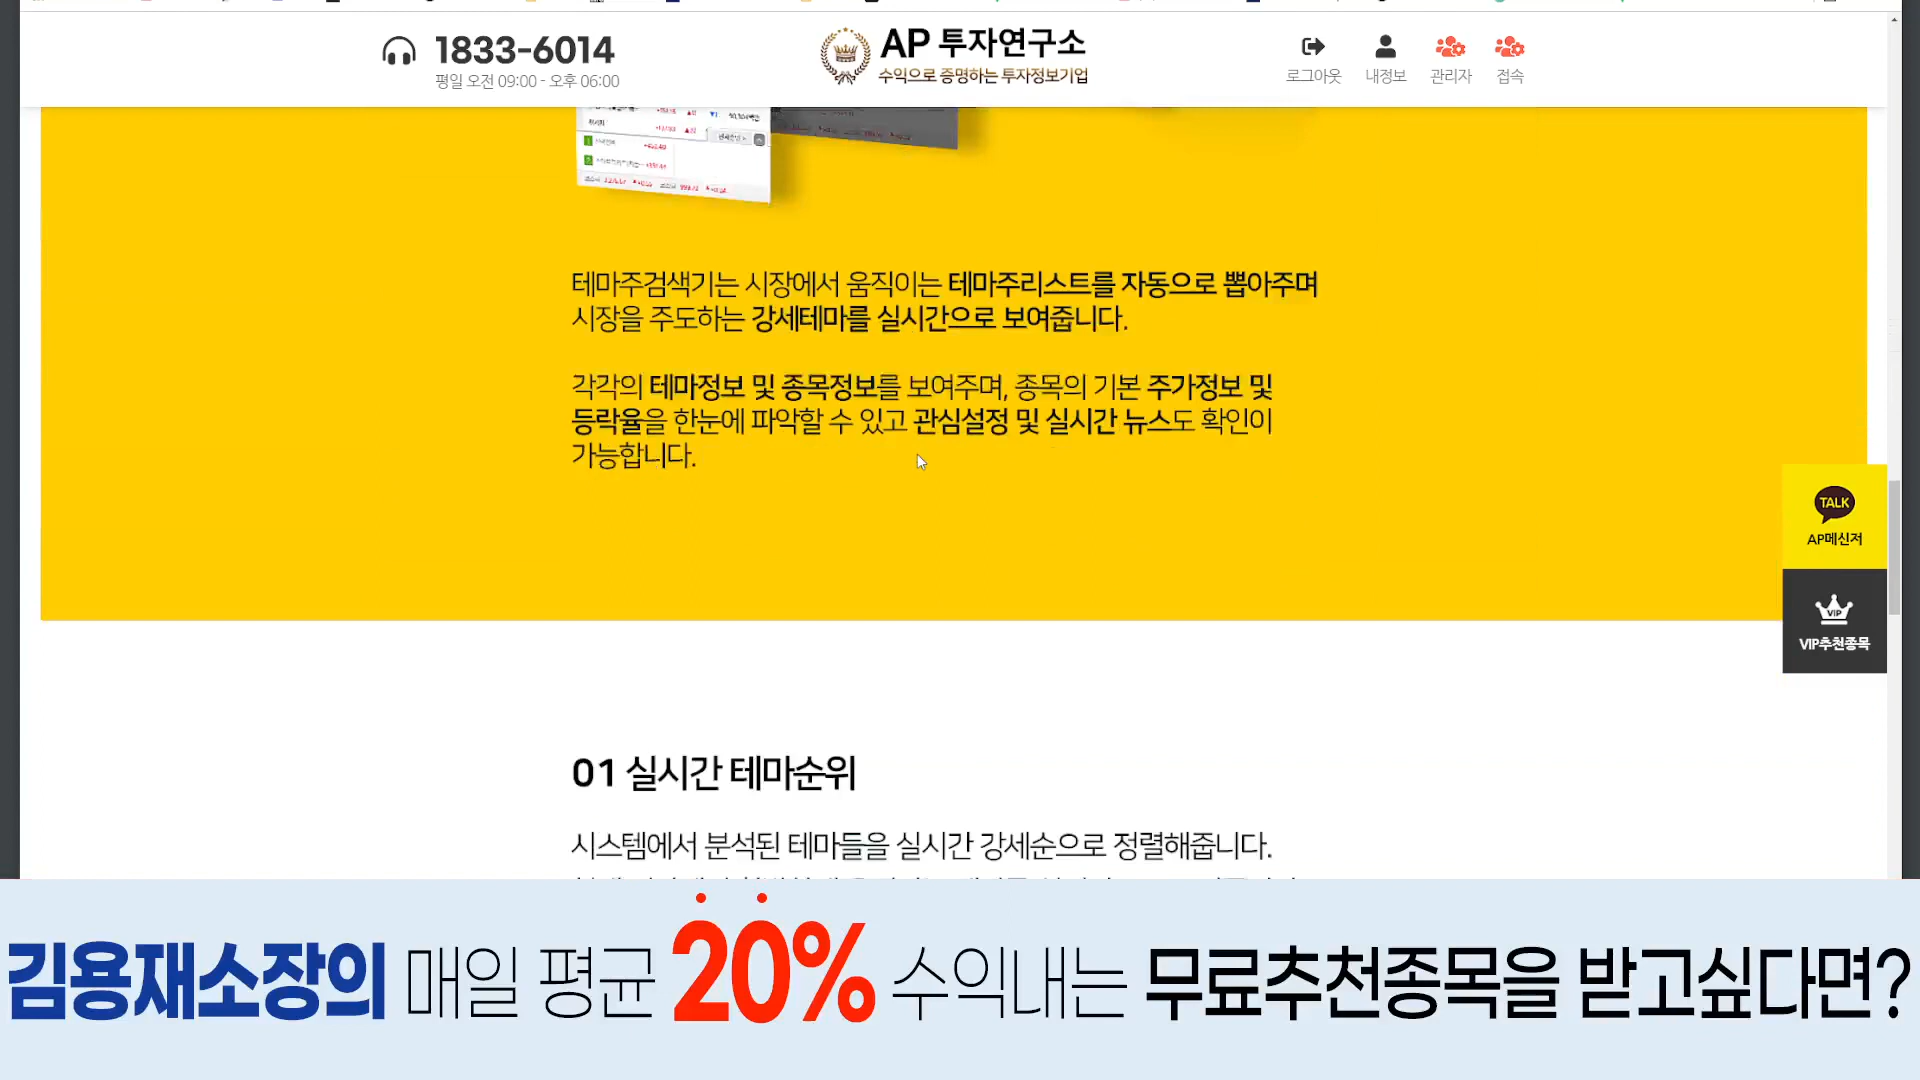 1833-6014
평일 오전 09:00 - 오후 06:00
AP 투자연구소
수익으로 증명하는 투자정보기업
로그아웃
내정보
관리자
접속
테마주검색기는 시장에서 움직이는 테마주리스트를 자동으로 뽑아주며
시장을 주도하는 강세테마를 실시간으로 보여줍니다.
각각의 테마정보 및 종목정보를 보여주며, 종목의 기본 주가정보 및
등락율을 한눈에 파악할 수 있고 관심설정 및 실시간 뉴스도 확인이
가능합니다.
TALK
AP메신저
VIP
VIP추천종목
01 실시간 테마순위
시스템에서 분석된 테마들을 실시간 강세순으로 정렬해줍니다.
김용재소장의 매일 평균 20% 수익내는 무료추천종목을 받고싶다면?